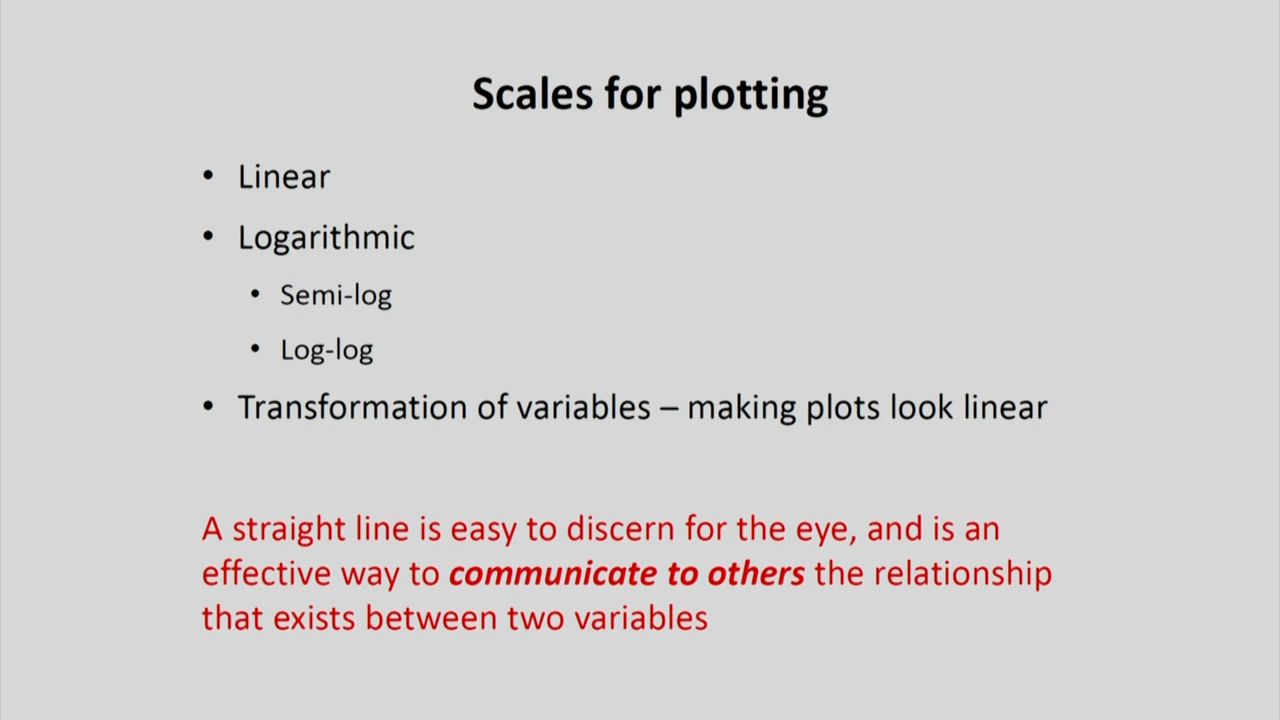 Scales for plotting
• Linear
• Logarithmic
• Semi-log
• Log-log
• Transformation of variables – making plots look linear
A straight line is easy to discern for the eye, and is an
effective way to communicate to others the relationship
that exists between two variables